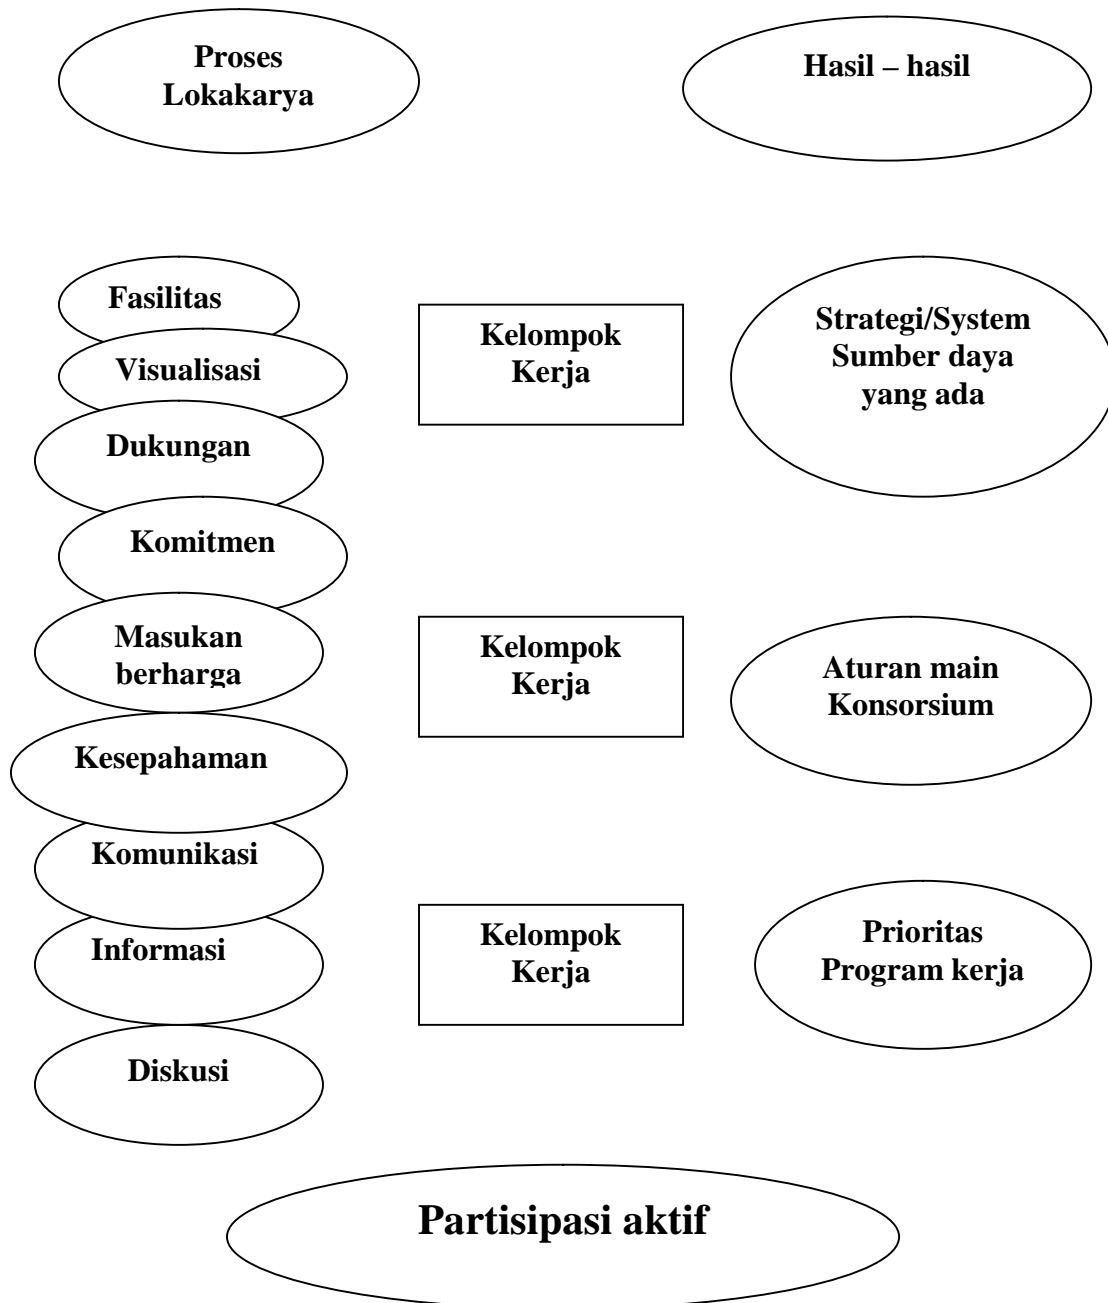 Proses
Lokakarya
Hasil – hasil
Fasilitas
Visualisasi
Dukungan
Komitmen
Masukan
berharga
Kesepahaman
Komunikasi
Informasi
Diskusi
Kelompok
Kerja
Kelompok
Kerja
Kelompok
Kerja
Strategi/System
Sumber daya
yang ada
Aturan main
Konsorsium
Prioritas
Program kerja
Partisipasi aktif